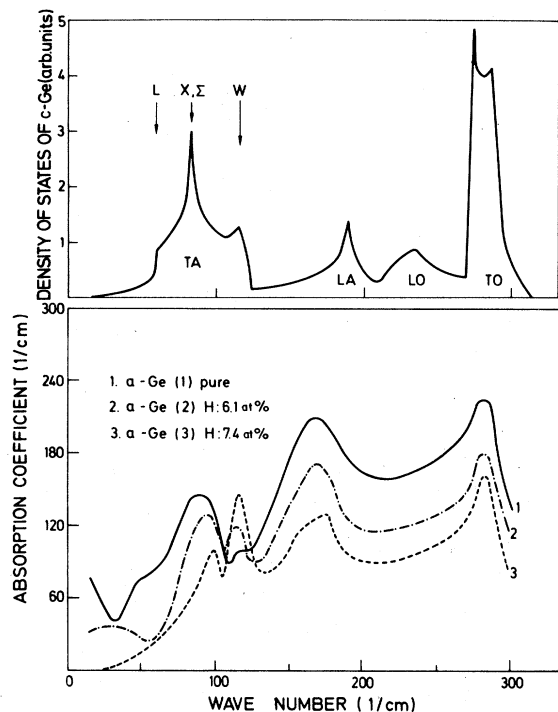 DENSITY OF STATES OF c-Ge(arb.units)
5
4
3
2
1
L X,Σ W
TA LA LO TO
ABSORPTION COEFFICIENT (1/cm)
300
240
180
120
60
1. a-Ge (1) pure
2. a-Ge (2) H:6.1 at%
3. a-Ge (3) H:7.4 at%
1
2
3
0 100 200 300
WAVE NUMBER (1/cm)